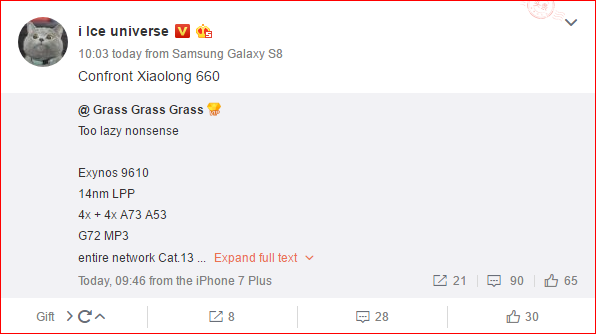 i Ice universe
10:03 today from Samsung Galaxy S8
Confront Xiaolong 660
@ Grass Grass Grass
Too lazy nonsense
Exynos 9610
14nm LPP
4x + 4x A73 A53
G72 MP3
entire network Cat.13 ... Expand full text
Today, 09:46 from the iPhone 7 Plus 21 90 65
Gift 8 28 30